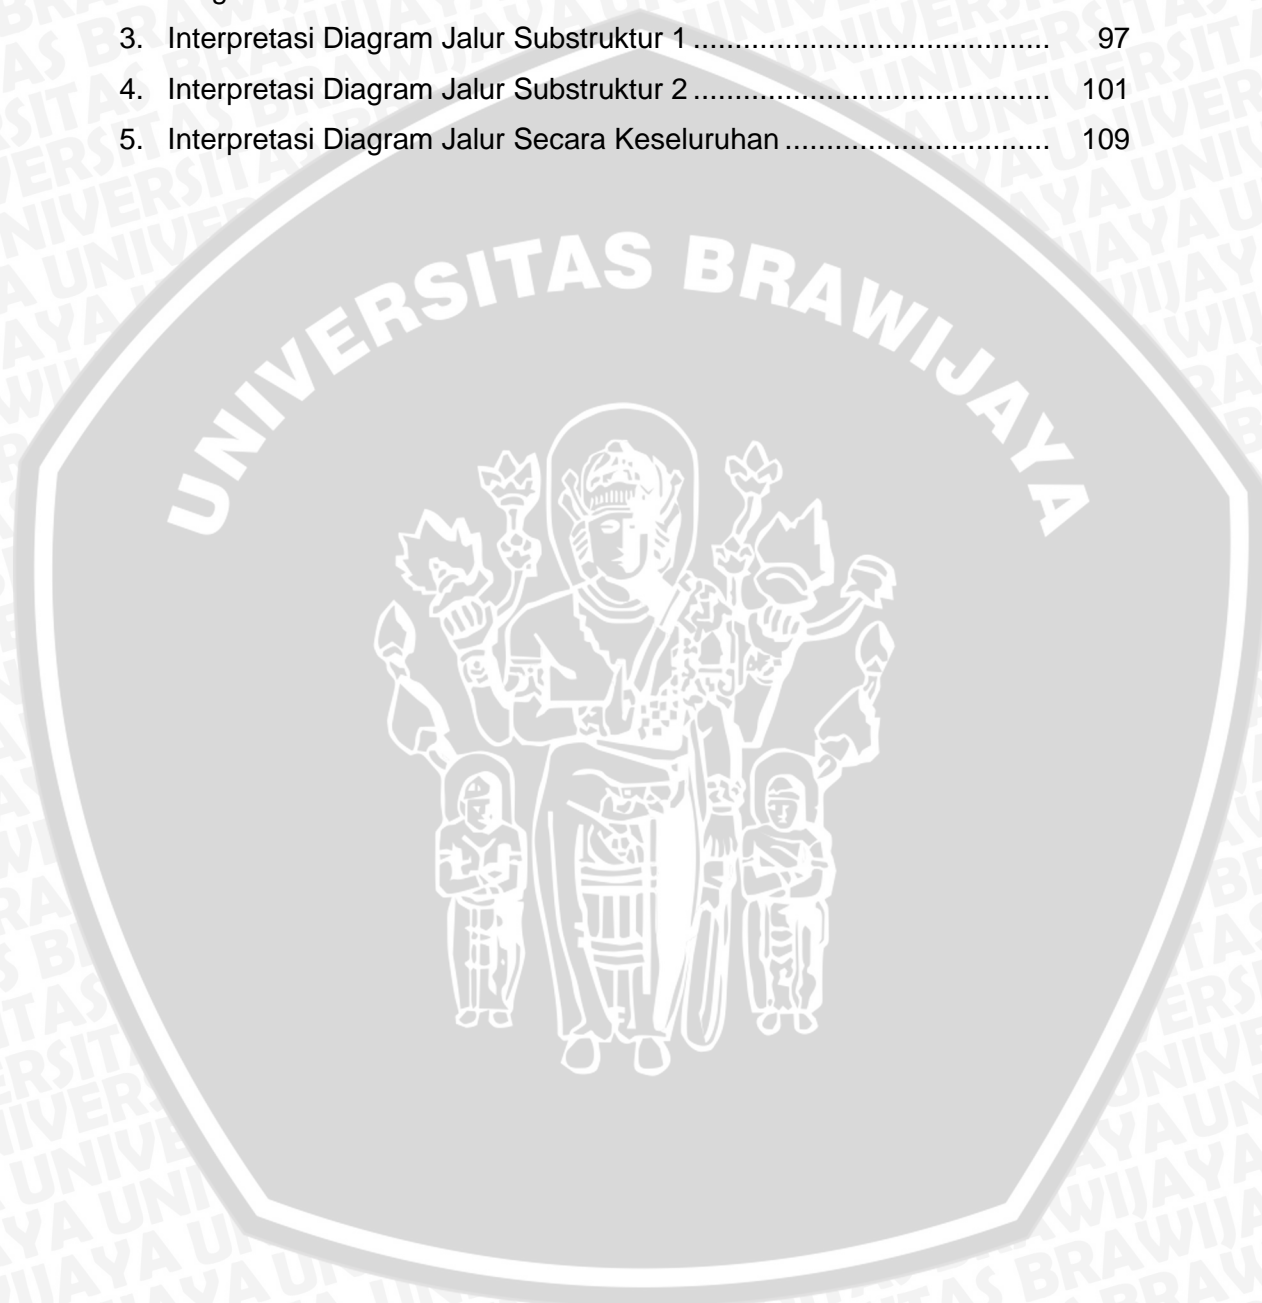 3. Interpretasi Diagram Jalur Substruktur 1 ........................................... 97
4. Interpretasi Diagram Jalur Substruktur 2 ........................................... 101
5. Interpretasi Diagram Jalur Secara Keseluruhan ................................ 109
UNIVERSITAS BRAWIJAYA